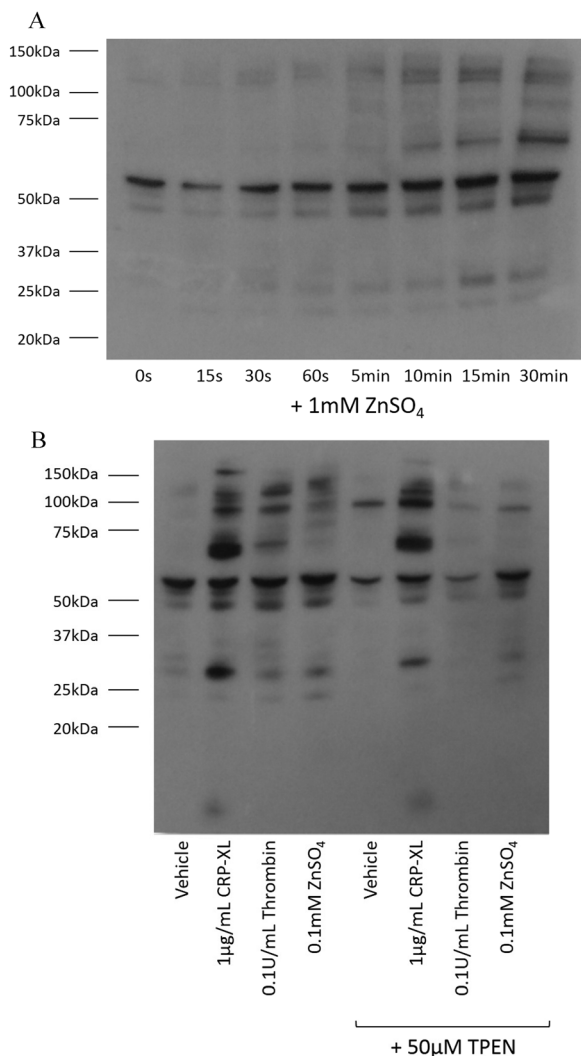 A
150kDa
100kDa
75kDa
50kDa
37kDa
25kDa
20kDa
0s 15s 30s 60s 5min 10min 15min 30min
+ 1mM ZnSO₄
B
150kDa
100kDa
75kDa
50kDa
37kDa
25kDa
20kDa
Vehicle
1µg/mL CRP-XL
0.1U/mL Thrombin
0.1mM ZnSO₄
Vehicle
1µg/mL CRP-XL
0.1U/mL Thrombin
0.1mM ZnSO₄
+ 50µM TPEN